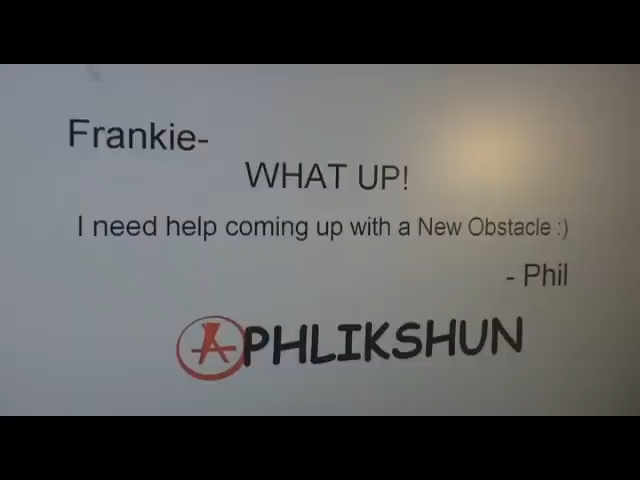 Frankie-
WHAT UP!
I need help coming up with a New Obstacle :)
- Phil
APHLIKSHUN